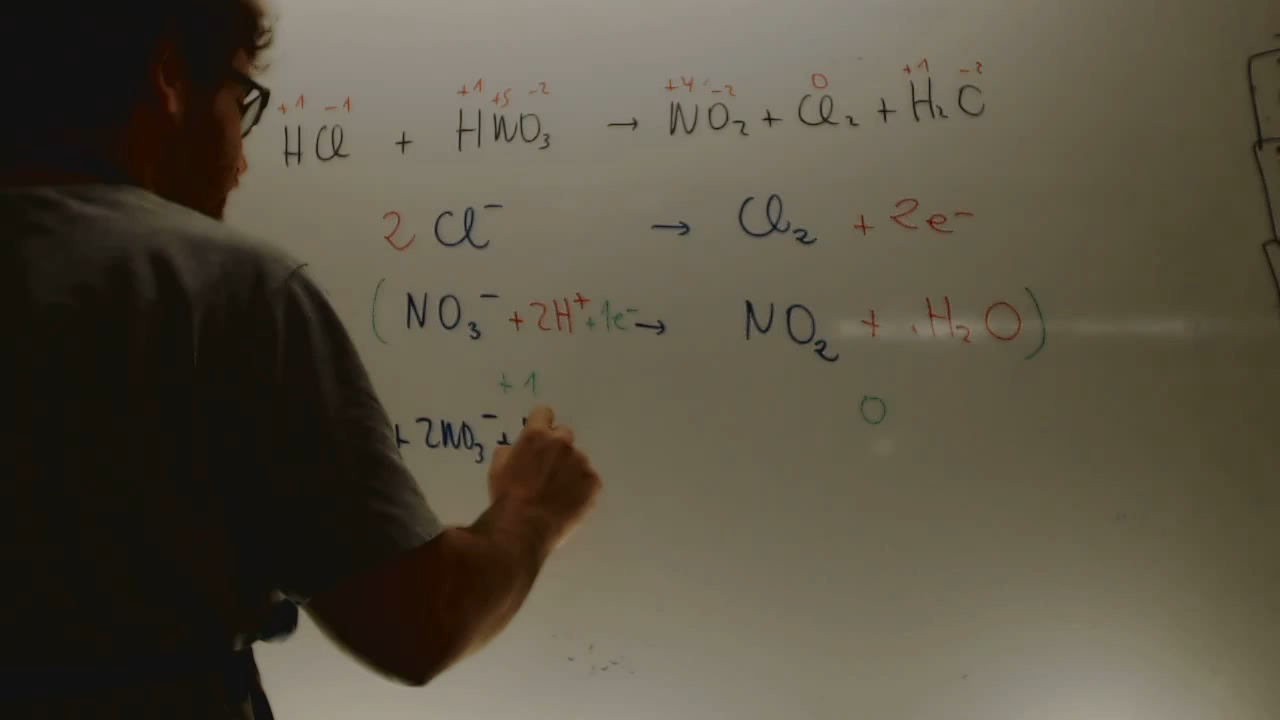 +1 -1 +1 +5 -2 +4 -2 0 +1 -2
HCl + HNO₃ → NO₂ + Cl₂ + H₂O
2 Cl⁻ → Cl₂ + 2e⁻
( NO₃⁻ + 2H⁺ + 1e⁻ → NO₂ + H₂O )
+1 0
+ 2NO₃⁻ +